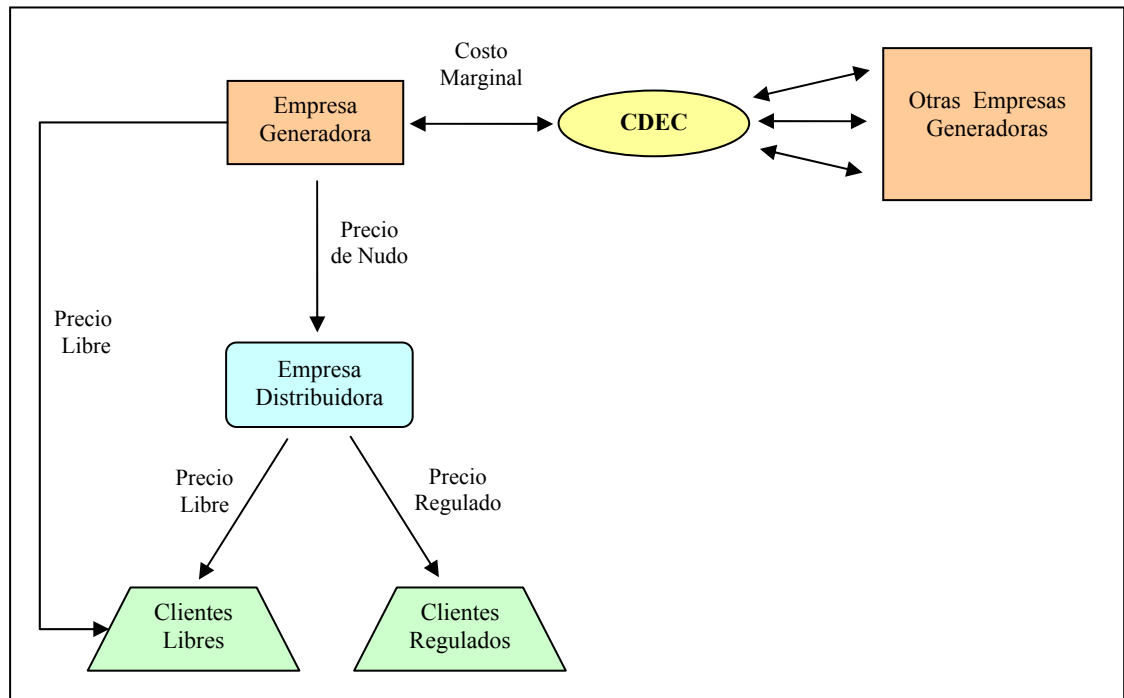 Costo
Marginal
Empresa
Generadora
CDEC
Otras Empresas
Generadoras
Precio
de Nudo
Precio
Libre
Empresa
Distribuidora
Precio
Libre
Precio
Regulado
Clientes
Libres
Clientes
Regulados